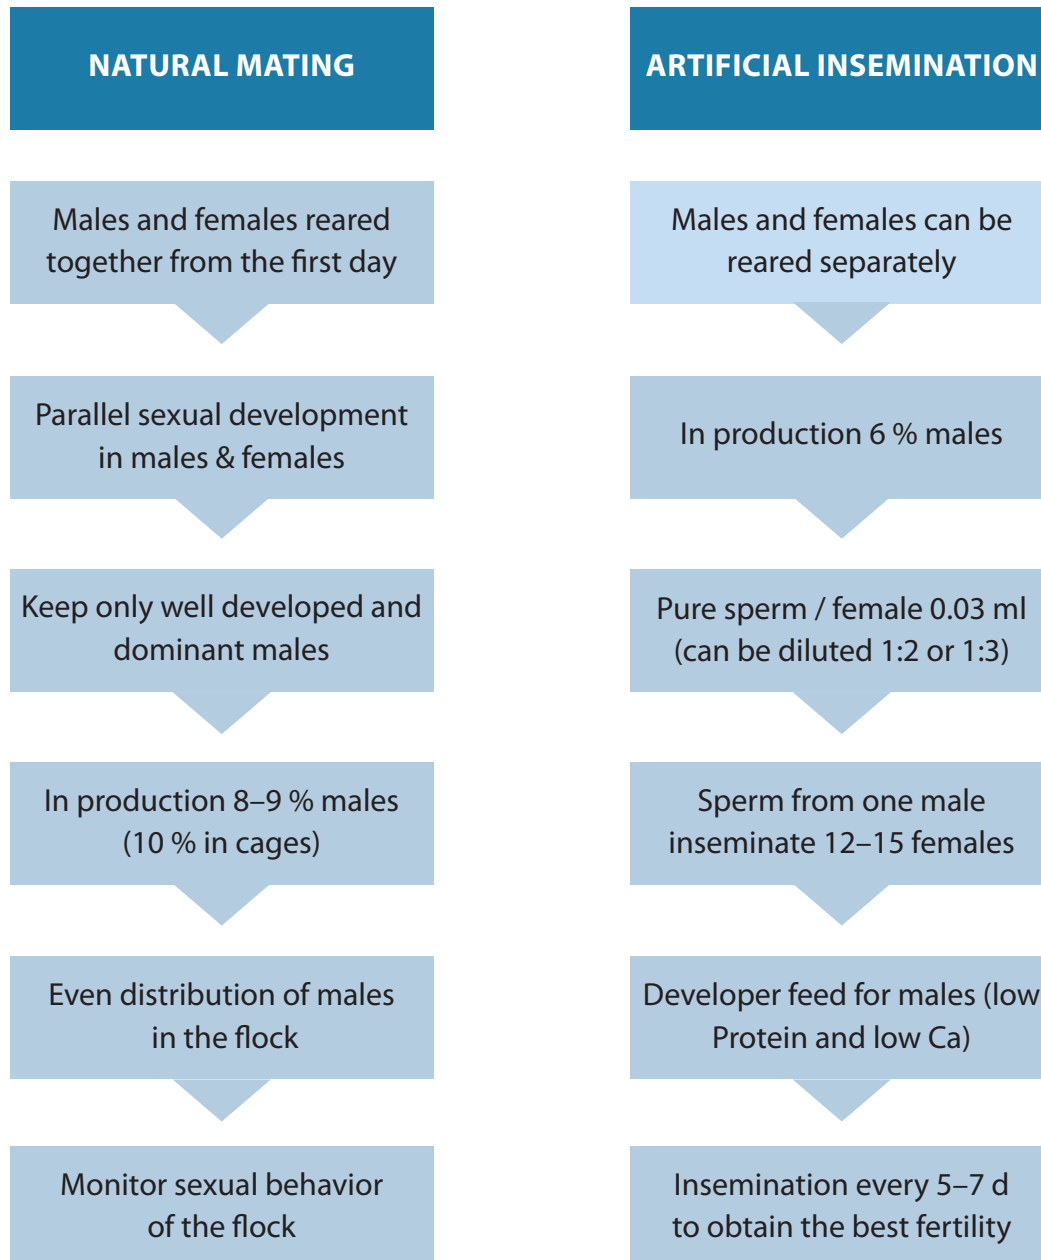 NATURAL MATING
Males and females reared
together from the first day
Parallel sexual development
in males & females
Keep only well developed and
dominant males
In production 8–9 % males
(10 % in cages)
Even distribution of males
in the flock
Monitor sexual behavior
of the flock
ARTIFICIAL INSEMINATION
Males and females can be
reared separately
In production 6 % males
Pure sperm / female 0.03 ml
(can be diluted 1:2 or 1:3)
Sperm from one male
inseminate 12–15 females
Developer feed for males (low
Protein and low Ca)
Insemination every 5–7 d
to obtain the best fertility